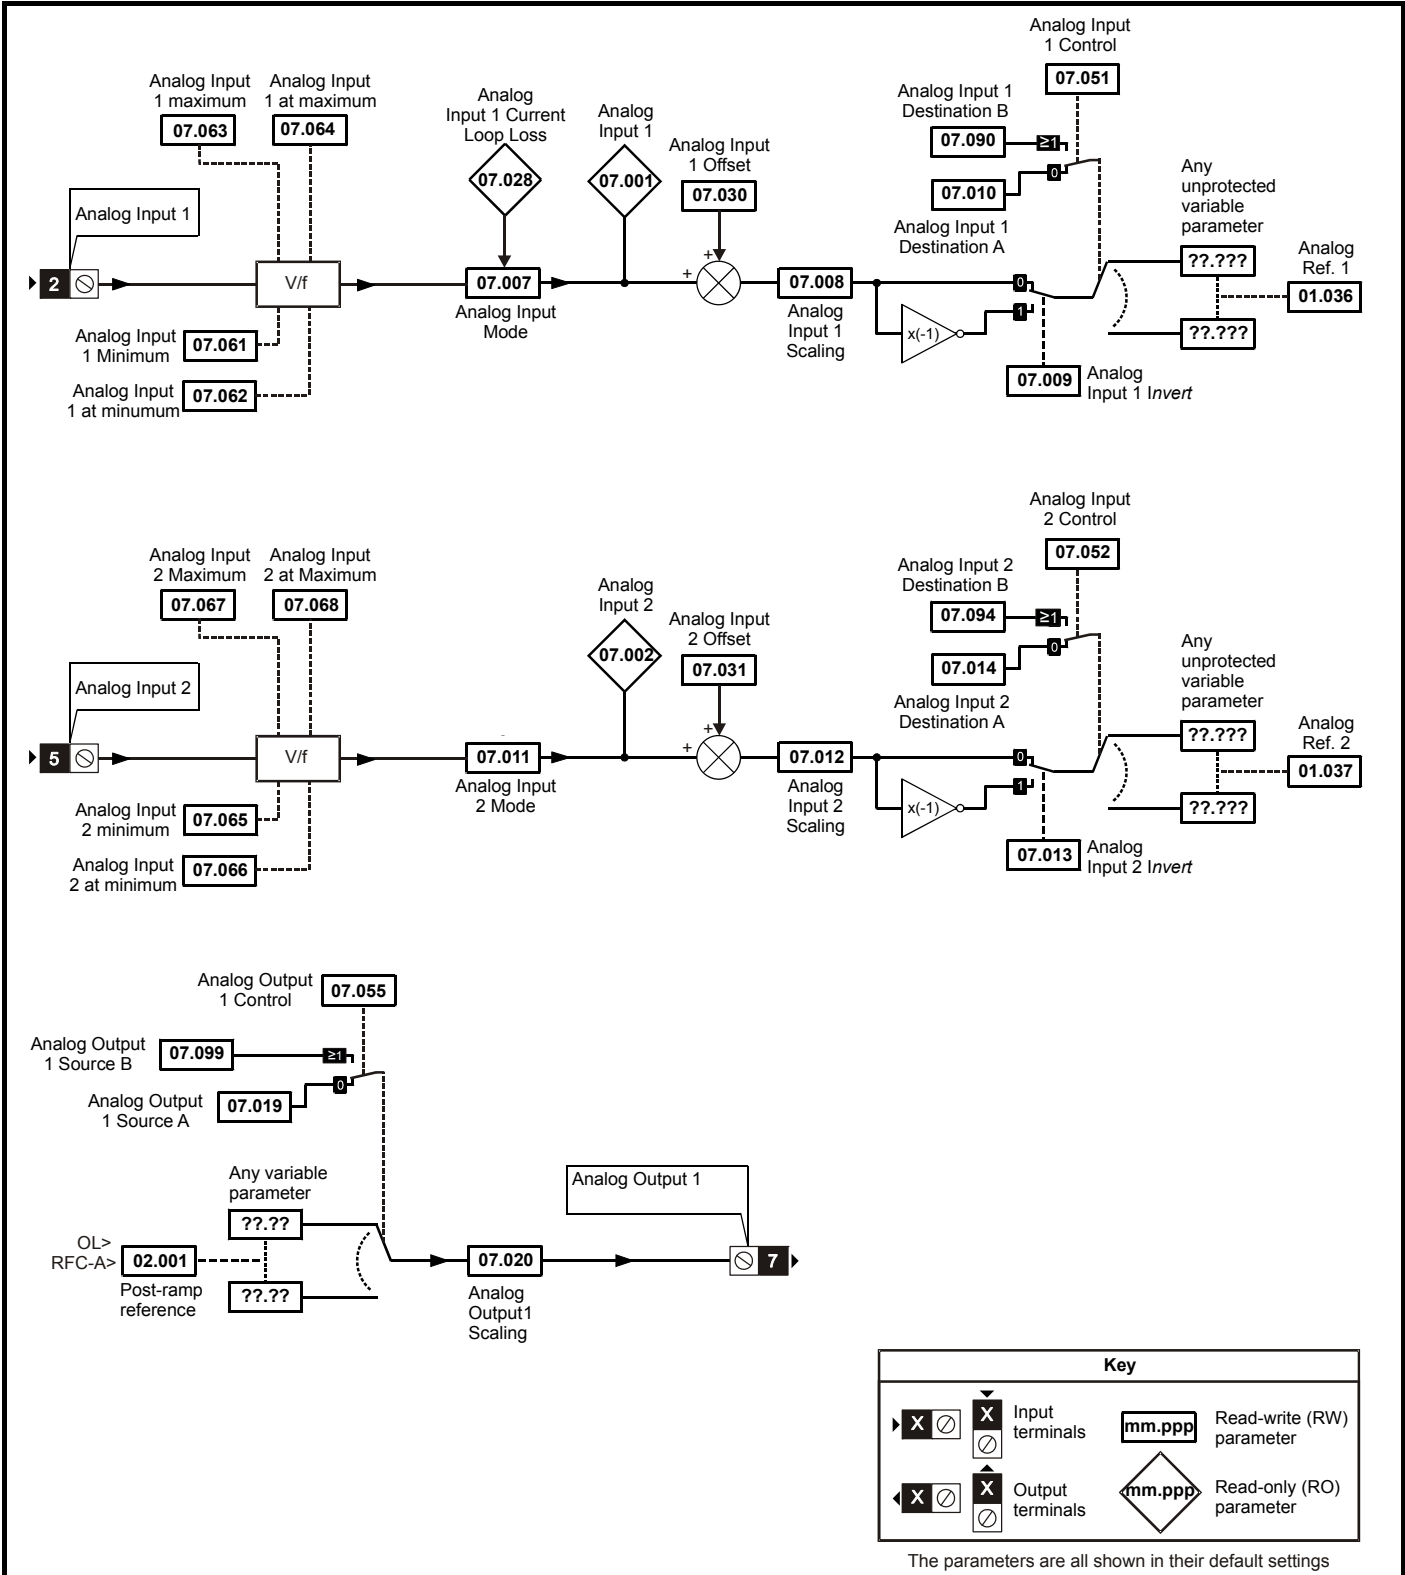 Analog Input
1 Control
07.051
Analog Input
1 maximum
07.063
Analog Input
1 at maximum
07.064
Analog
Input 1 Current
Loop Loss
07.028
Analog
Input 1
07.001
Analog Input
1 Offset
07.030
Analog Input 1
Destination B
07.090
≥1
0
07.010
Analog Input 1
Destination A
Any
unprotected
variable
parameter
??.???
Analog
Ref. 1
01.036
??.???
Analog Input 1
2
V/f
07.007
Analog Input
Mode
+
+
07.008
Analog
Input 1
Scaling
x(-1)
0
1
07.009
Analog
Input 1 Invert
Analog Input
1 Minimum
07.061
Analog Input
1 at minumum
07.062
Analog Input
2 Control
07.052
Analog Input
2 Maximum
07.067
Analog Input
2 at Maximum
07.068
Analog
Input 2
07.002
Analog Input
2 Offset
07.031
Analog Input 2
Destination B
07.094
≥1
0
07.014
Analog Input 2
Destination A
Any
unprotected
variable
parameter
??.???
Analog
Ref. 2
01.037
??.???
Analog Input 2
5
V/f
07.011
Analog Input
2 Mode
+
+
07.012
Analog
Input 2
Scaling
x(-1)
0
1
07.013
Analog
Input 2 Invert
Analog Input
2 minimum
07.065
Analog Input
2 at minimum
07.066
Analog Output
1 Control
07.055
Analog Output
1 Source B
07.099
≥1
0
Analog Output
1 Source A
07.019
Any variable
parameter
??.??
OL>
RFC-A>
02.001
Post-ramp
reference
??.??
07.020
Analog
Output1
Scaling
Analog Output 1
7
Key
X
X
Input
terminals
mm.ppp
Read-write (RW)
parameter
X
X
Output
terminals
mm.ppp
Read-only (RO)
parameter
The parameters are all shown in their default settings